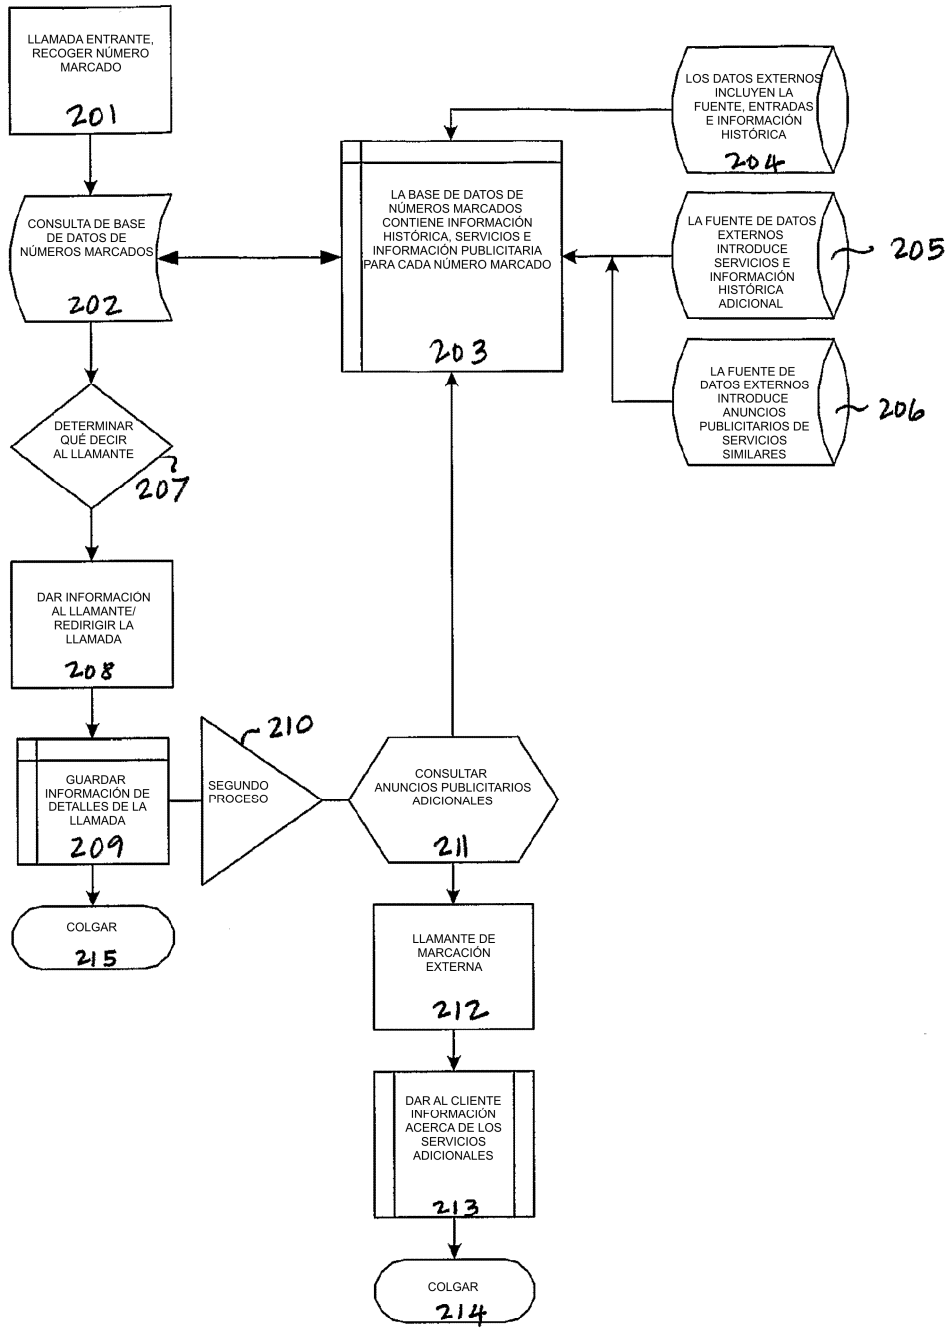 LLAMADA ENTRANTE,
RECOGER NÚMERO
MARCADO
201
CONSULTA DE BASE
DE DATOS DE
NÚMEROS MARCADOS
202
LA BASE DE DATOS DE
NÚMEROS MARCADOS
CONTIENE INFORMACIÓN
HISTÓRICA, SERVICIOS E
INFORMACIÓN PUBLICITARIA
PARA CADA NÚMERO MARCADO
203
LOS DATOS EXTERNOS
INCLUYEN LA
FUENTE, ENTRADAS
E INFORMACIÓN
HISTÓRICA
204
LA FUENTE DE DATOS
EXTERNOS
INTRODUCE
SERVICIOS E
INFORMACIÓN
HISTÓRICA
ADICIONAL
205
LA FUENTE DE
DATOS EXTERNOS
INTRODUCE
ANUNCIOS
PUBLICITARIOS DE
SERVICIOS
SIMILARES
206
DETERMINAR
QUÉ DECIR
AL LLAMANTE
207
DAR INFORMACIÓN
AL LLAMANTE/
REDIRIGIR LA
LLAMADA
208
GUARDAR
INFORMACIÓN DE
DETALLES DE LA
LLAMADA
209
COLGAR
215
SEGUNDO
PROCESO
210
CONSULTAR
ANUNCIOS PUBLICITARIOS
ADICIONALES
211
LLAMANTE DE
MARCACIÓN
EXTERNA
212
DAR AL CLIENTE
INFORMACIÓN
ACERCA DE LOS
SERVICIOS
ADICIONALES
213
COLGAR
214